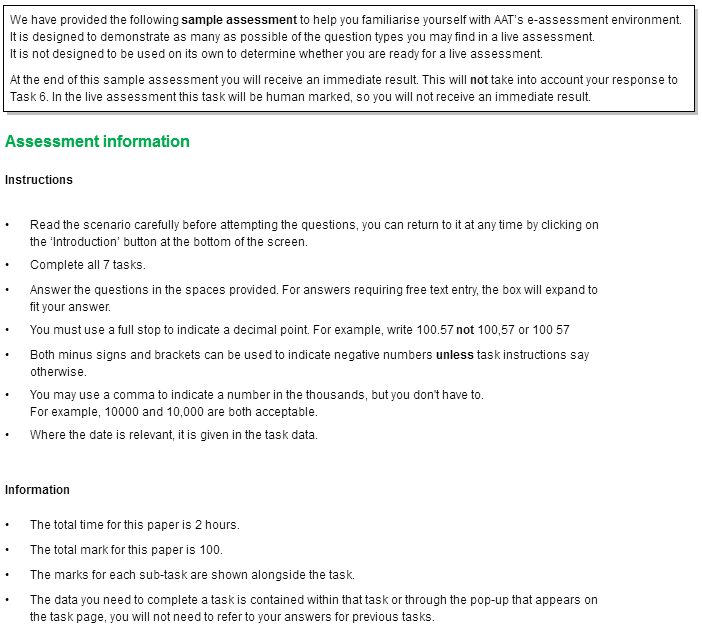 We have provided the following sample assessment to help you familiarise yourself with AAT's e-assessment environment.
It is designed to demonstrate as many as possible of the question types you may find in a live assessment.
It is not designed to be used on its own to determine whether you are ready for a live assessment.
At the end of this sample assessment you will receive an immediate result. This will not take into account your response to
Task 6. In the live assessment this task will be human marked, so you will not receive an immediate result.
Assessment information
Instructions
• Read the scenario carefully before attempting the questions, you can return to it at any time by clicking on
the 'Introduction' button at the bottom of the screen.
• Complete all 7 tasks.
• Answer the questions in the spaces provided. For answers requiring free text entry, the box will expand to
fit your answer.
• You must use a full stop to indicate a decimal point. For example, write 100.57 not 100,57 or 100 57
• Both minus signs and brackets can be used to indicate negative numbers unless task instructions say
otherwise.
• You may use a comma to indicate a number in the thousands, but you don't have to.
For example, 10000 and 10,000 are both acceptable.
• Where the date is relevant, it is given in the task data.
Information
• The total time for this paper is 2 hours.
• The total mark for this paper is 100.
• The marks for each sub-task are shown alongside the task.
• The data you need to complete a task is contained within that task or through the pop-up that appears on
the task page, you will not need to refer to your answers for previous tasks.